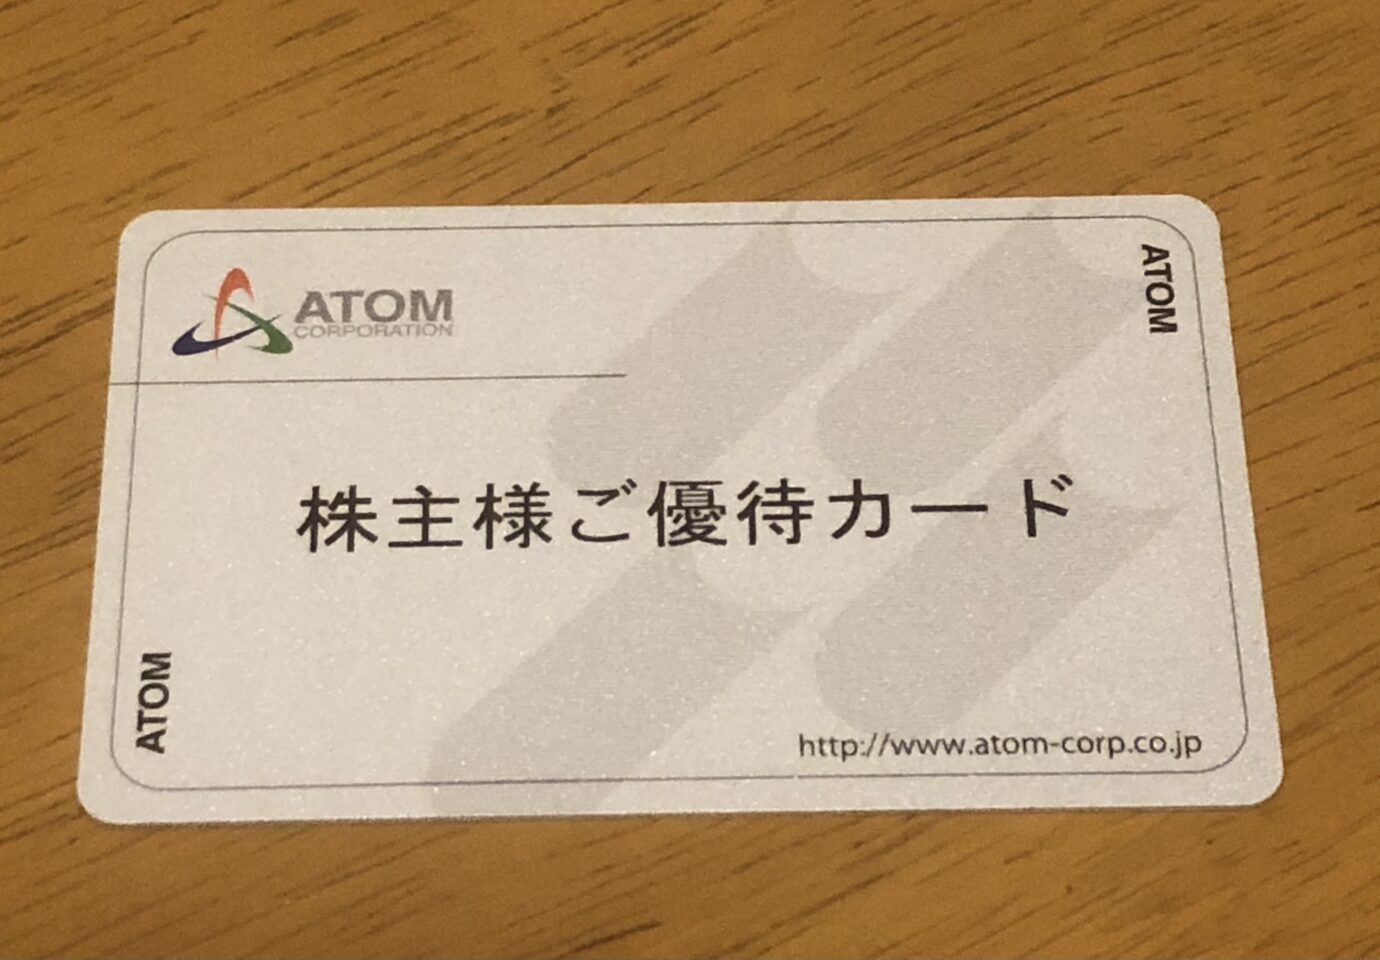 ATOM
CORPORATION
ATOM
株主様ご優待カード
ATOM
http://www.atom-corp.co.jp